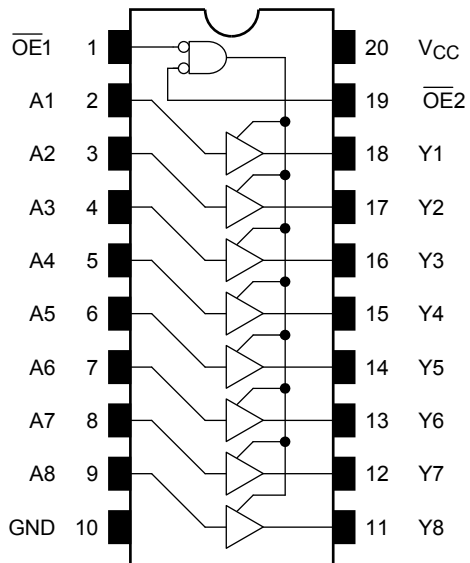 O̅E̅1 1 20 VCC
A1 2 19 O̅E̅2
A2 3 18 Y1
A3 4 17 Y2
A4 5 16 Y3
A5 6 15 Y4
A6 7 14 Y5
A7 8 13 Y6
A8 9 12 Y7
GND 10 11 Y8